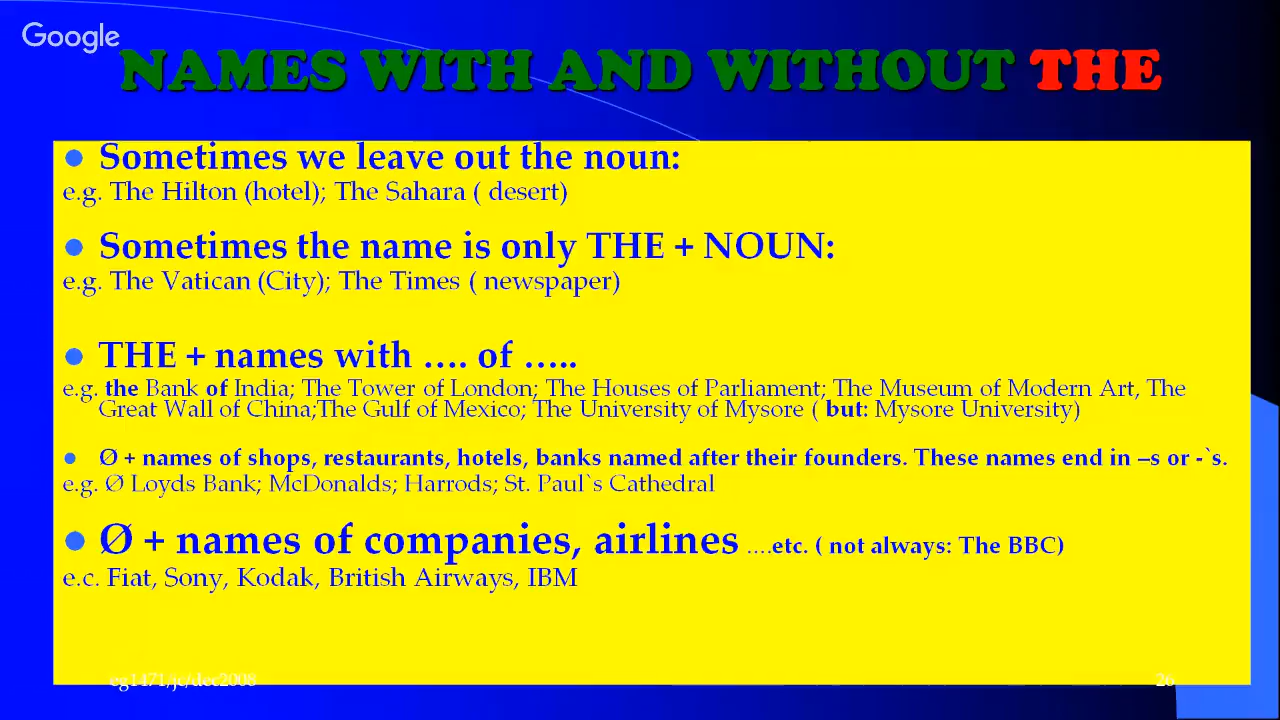 Google
NAMES WITH AND WITHOUT THE
Sometimes we leave out the noun:
e.g. The Hilton (hotel); The Sahara ( desert)
Sometimes the name is only THE + NOUN:
e.g. The Vatican (City); The Times ( newspaper)
THE + names with …. of …..
e.g. the Bank of India; The Tower of London; The Houses of Parliament; The Museum of Modern Art, The
Great Wall of China;The Gulf of Mexico; The University of Mysore ( but: Mysore University)
Ø + names of shops, restaurants, hotels, banks named after their founders. These names end in –s or -`s.
e.g. Ø Loyds Bank; McDonalds; Harrods; St. Paul`s Cathedral
Ø + names of companies, airlines ….etc. ( not always: The BBC)
e.c. Fiat, Sony, Kodak, British Airways, IBM
eg1471/jc/dec2008
26